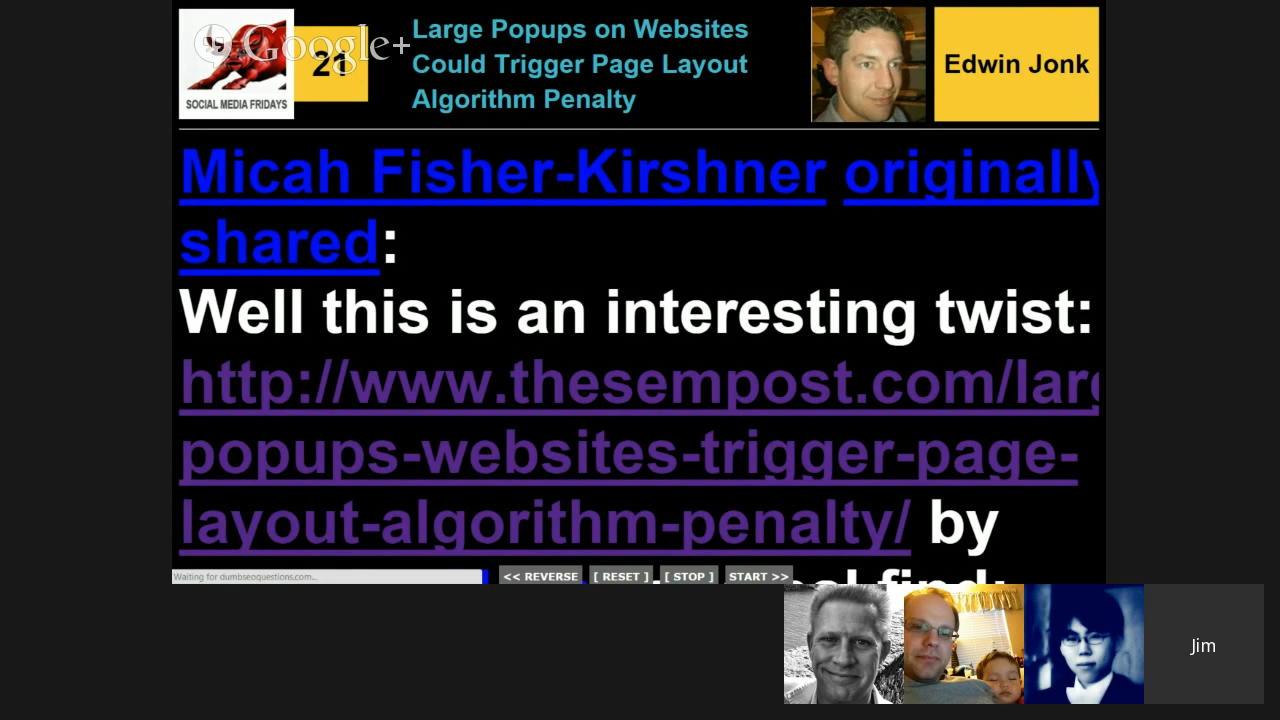 Google+
SOCIAL MEDIA FRIDAYS
21
Large Popups on Websites
Could Trigger Page Layout
Algorithm Penalty
Edwin Jonk
Micah Fisher-Kirshner originally
shared:
Well this is an interesting twist:
http://www.thesempost.com/larg
popups-websites-trigger-page-
layout-algorithm-penalty/ by
find:
Waiting for dumbseoquestions.com...
<< REVERSE [ RESET ] [ STOP ] START >>
Jim